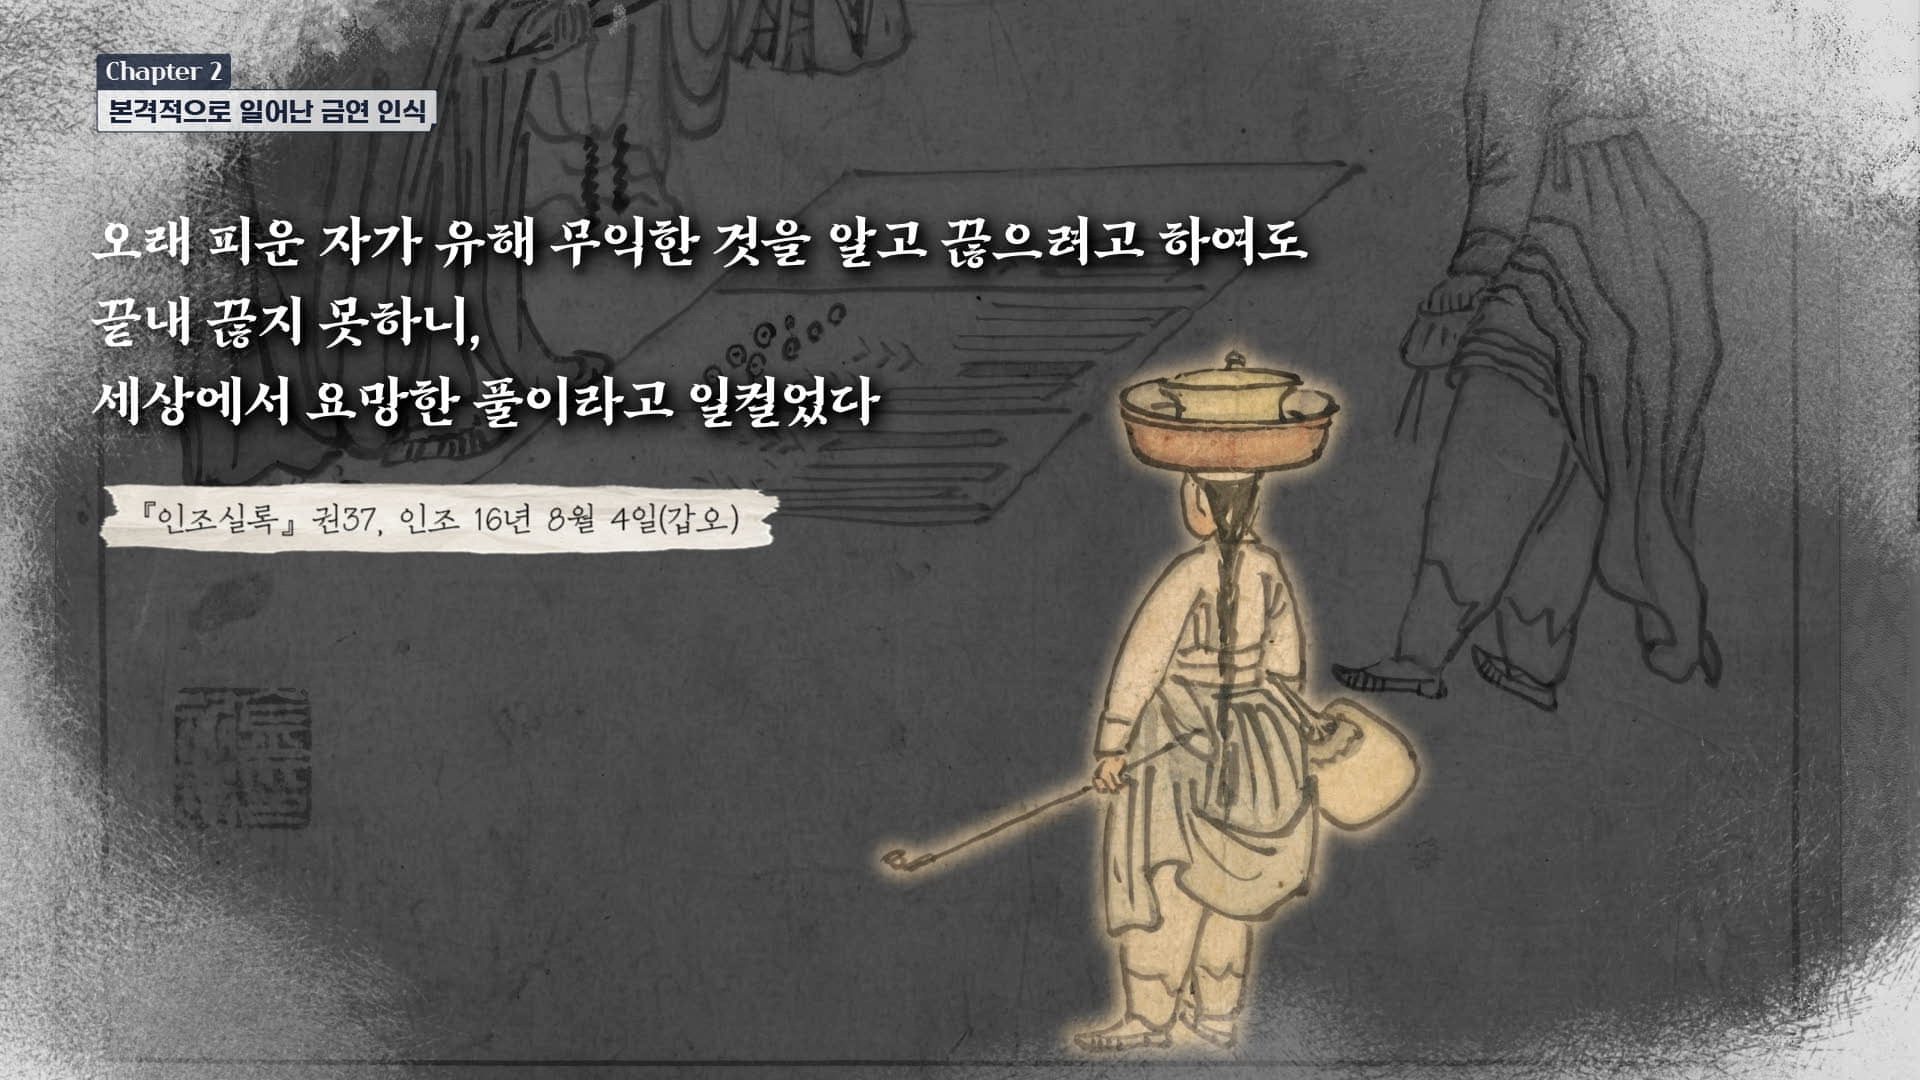 Chapter 2
본격적으로 일어난 금연 인식
오래 피운 자가 유해 무익한 것을 알고 끊으려고 하여도
끝내 끊지 못하니,
세상에서 요망한 풀이라고 일컬었다
『인조실록』 권37, 인조 16년 8월 4일(갑오)